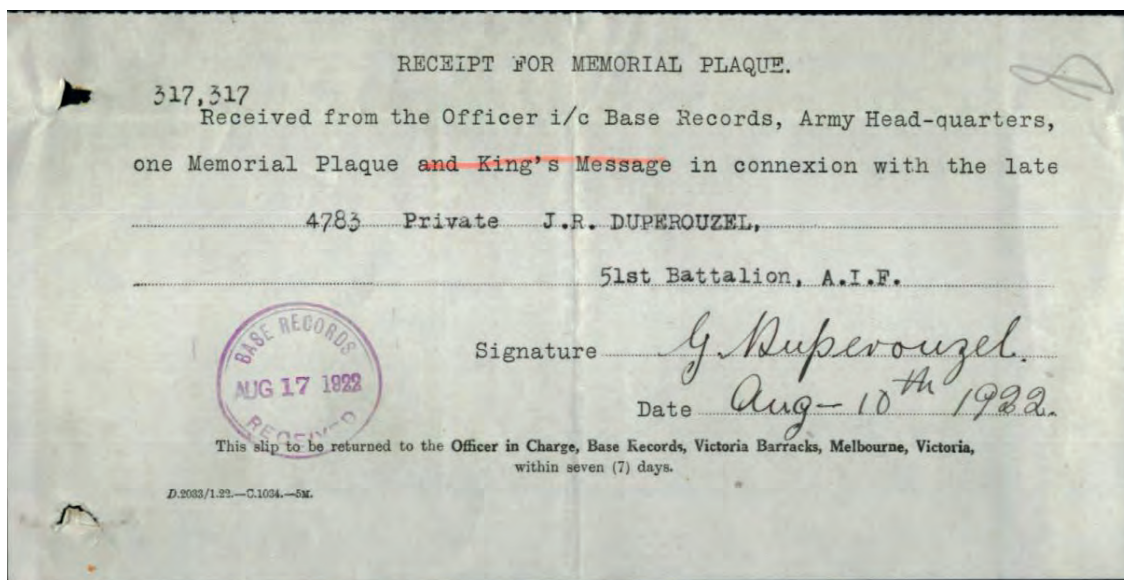 RECEIPT FOR MEMORIAL PLAQUE.
317,317
Received from the Officer i/c Base Records, Army Head-quarters,
one Memorial Plaque and King's Message in connexion with the late
4783 Private J.R. DUPEROUZEL,
51st Battalion, A.I.F.
BASE RECORDS
AUG 17 1922
RECEIVED
Signature G. Duperouzel.
Date Aug - 10th 1922.
This slip to be returned to the Officer in Charge, Base Records, Victoria Barracks, Melbourne, Victoria,
within seven (7) days.
D.2033/1.22.—C.1034.—5M.